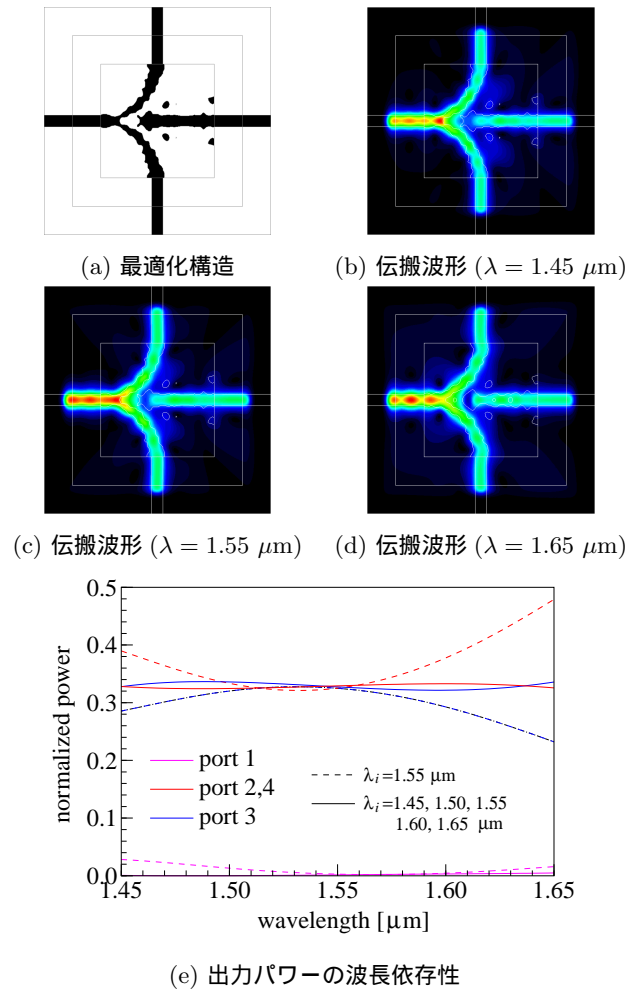 (a) 最適化構造
(b) 伝搬波形 (λ = 1.45 μm)
(c) 伝搬波形 (λ = 1.55 μm)
(d) 伝搬波形 (λ = 1.65 μm)
0.5
0.4
0.3
0.2
0.1
0.0
normalized power
port 1
port 2,4
port 3
λi=1.55 μm
λi=1.45, 1.50, 1.55
1.60, 1.65 μm
1.45 1.50 1.55 1.60 1.65
wavelength [μm]
(e) 出力パワーの波長依存性